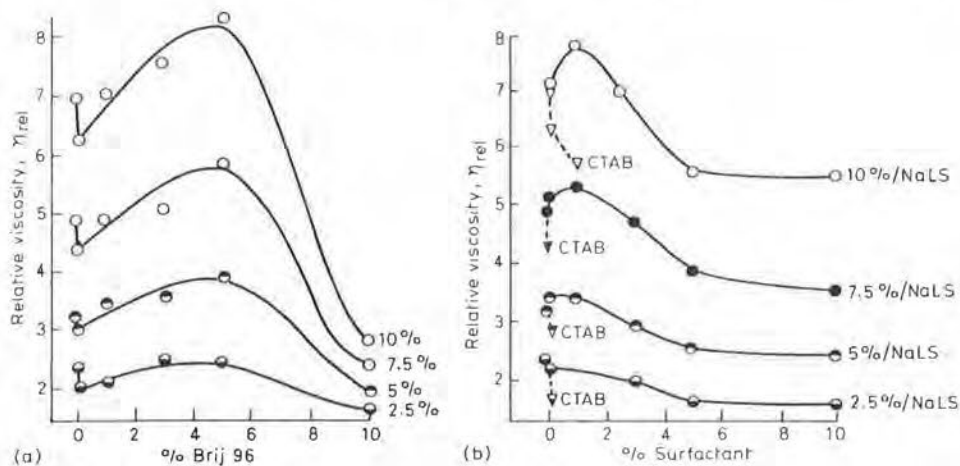 Relative viscosity, ηrel
8
7
6
5
4
3
2
10%
7.5%
5%
2.5%
0 2 4 6 8 10
(a) % Brij 96
Relative viscosity, ηrel
8
7
6
5
4
3
2
CTAB
10%/NaLS
CTAB
7.5%/NaLS
CTAB
5%/NaLS
CTAB
2.5%/NaLS
0 2 4 6 8 10
(b) % Surfactant